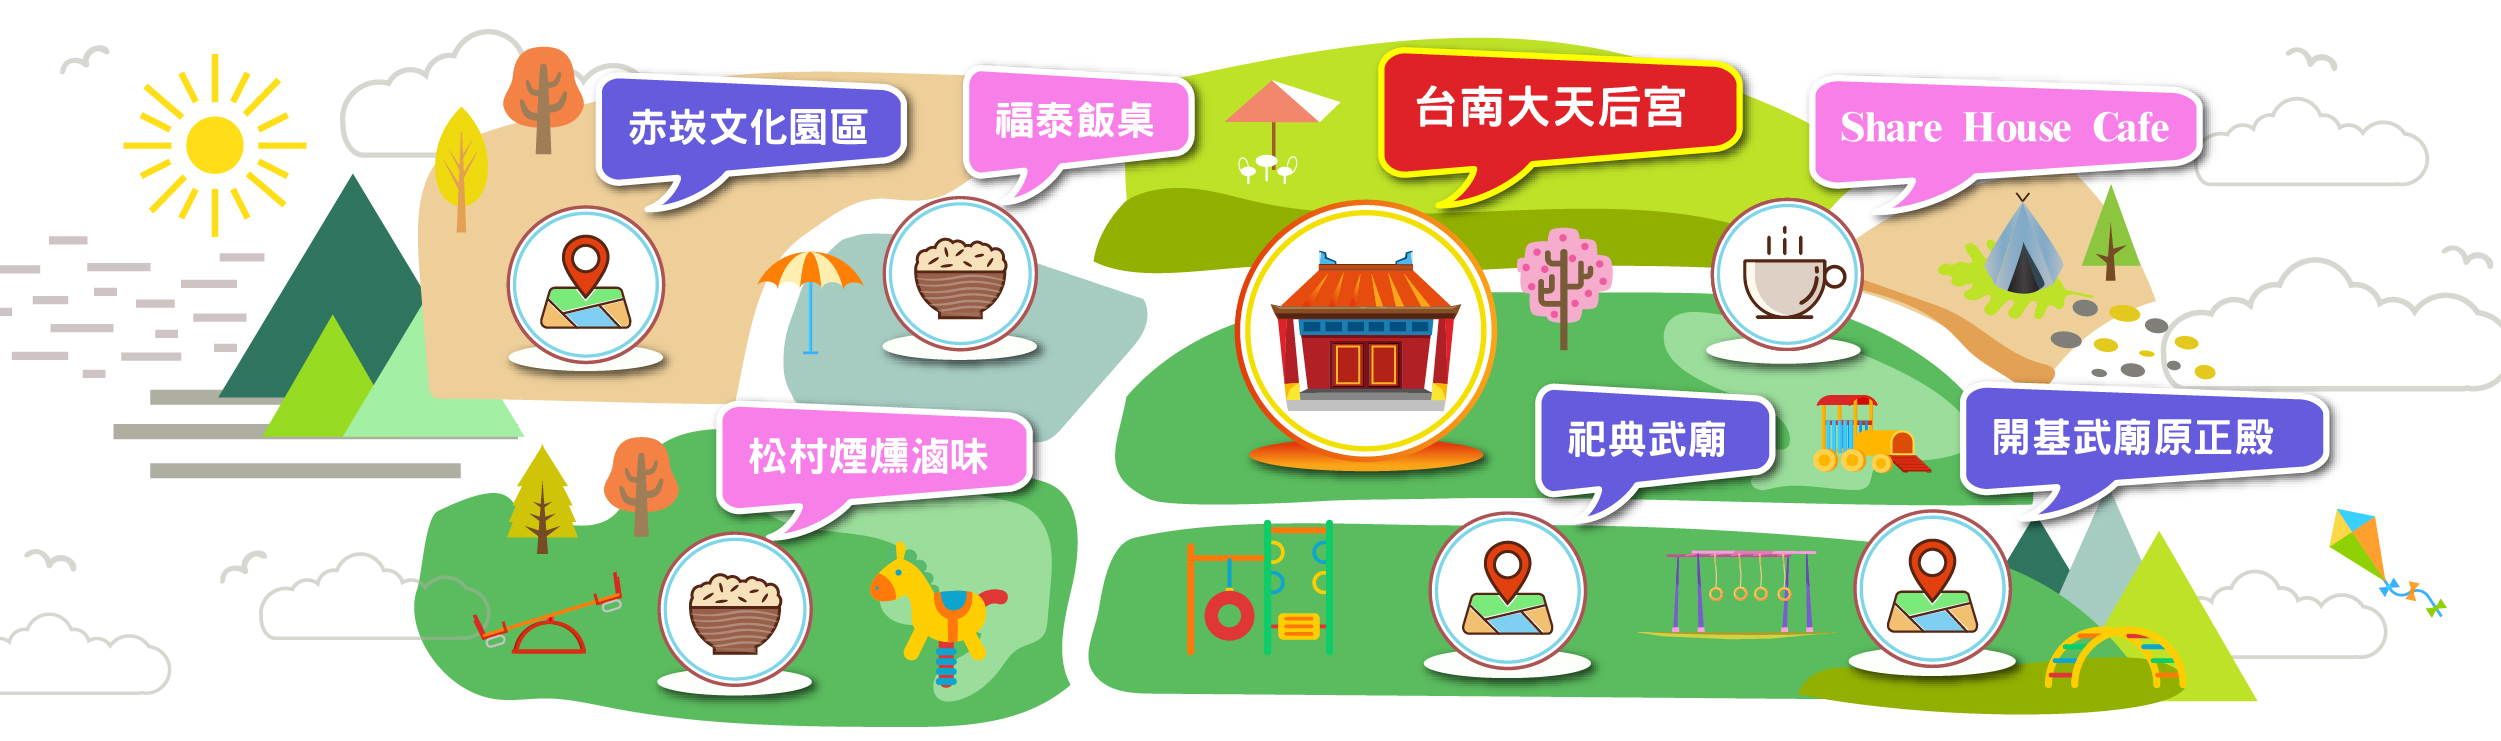 赤崁文化園區
福泰飯桌
台南大天后宮
Share House Cafe
松村煙燻滷味
祀典武廟
開基武廟原正殿